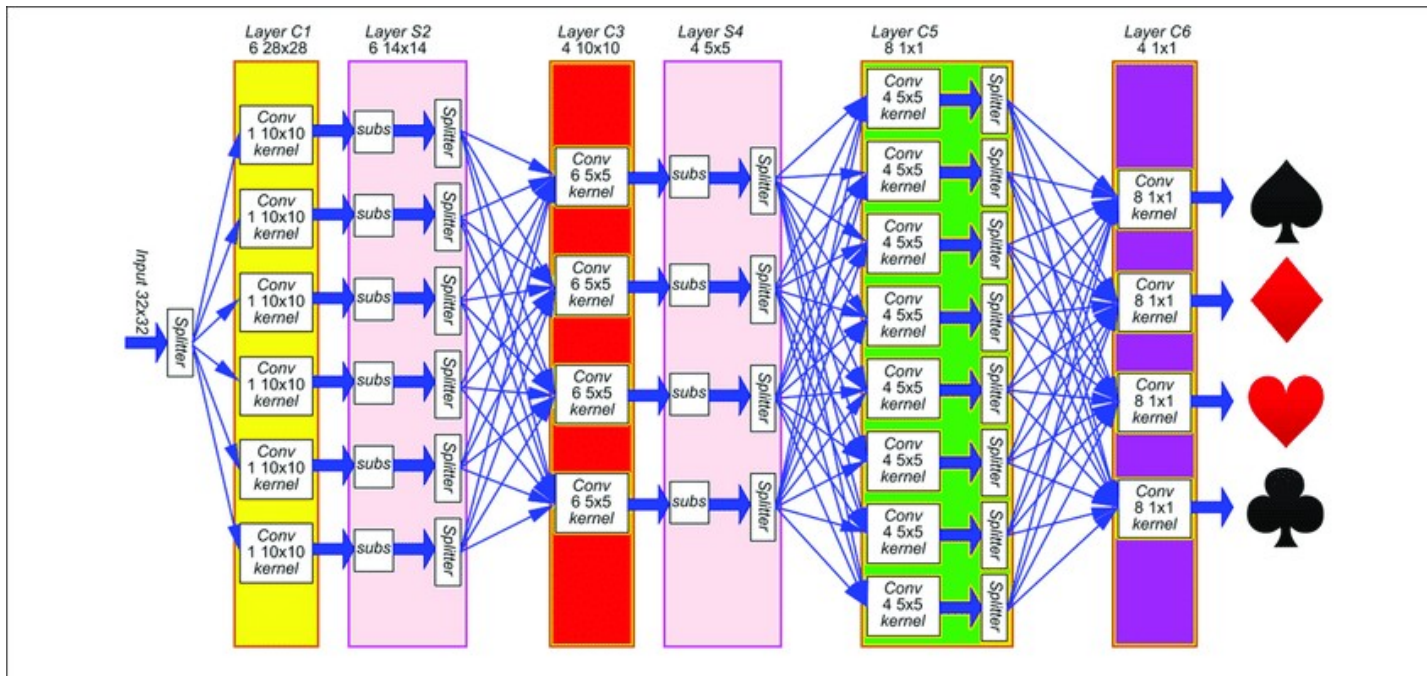 Layer C1
6 28x28
Layer S2
6 14x14
Layer C3
4 10x10
Layer S4
4 5x5
Layer C5
8 1x1
Layer C6
4 1x1
Input 32x32
Splitter
Conv
1 10x10
kernel
Conv
1 10x10
kernel
Conv
1 10x10
kernel
Conv
1 10x10
kernel
Conv
1 10x10
kernel
Conv
1 10x10
kernel
subs
Splitter
subs
Splitter
subs
Splitter
subs
Splitter
subs
Splitter
subs
Splitter
Conv
6 5x5
kernel
Conv
6 5x5
kernel
Conv
6 5x5
kernel
Conv
6 5x5
kernel
subs
Splitter
subs
Splitter
subs
Splitter
subs
Splitter
Conv
4 5x5
kernel
Splitter
Conv
4 5x5
kernel
Splitter
Conv
4 5x5
kernel
Splitter
Conv
4 5x5
kernel
Splitter
Conv
4 5x5
kernel
Splitter
Conv
4 5x5
kernel
Splitter
Conv
4 5x5
kernel
Splitter
Conv
4 5x5
kernel
Splitter
Conv
8 1x1
kernel
Conv
8 1x1
kernel
Conv
8 1x1
kernel
Conv
8 1x1
kernel